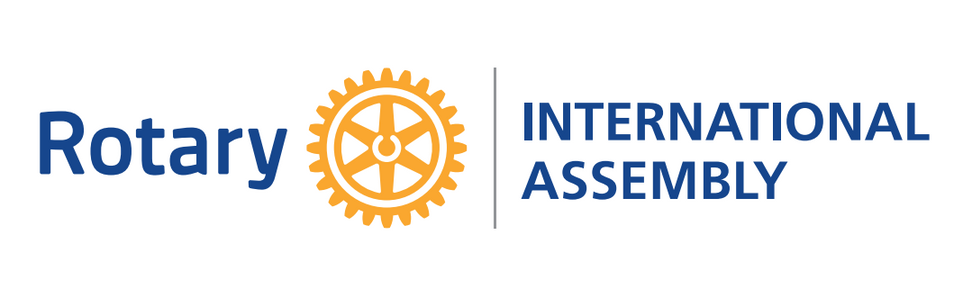 Rotary
INTERNATIONAL
ASSEMBLY